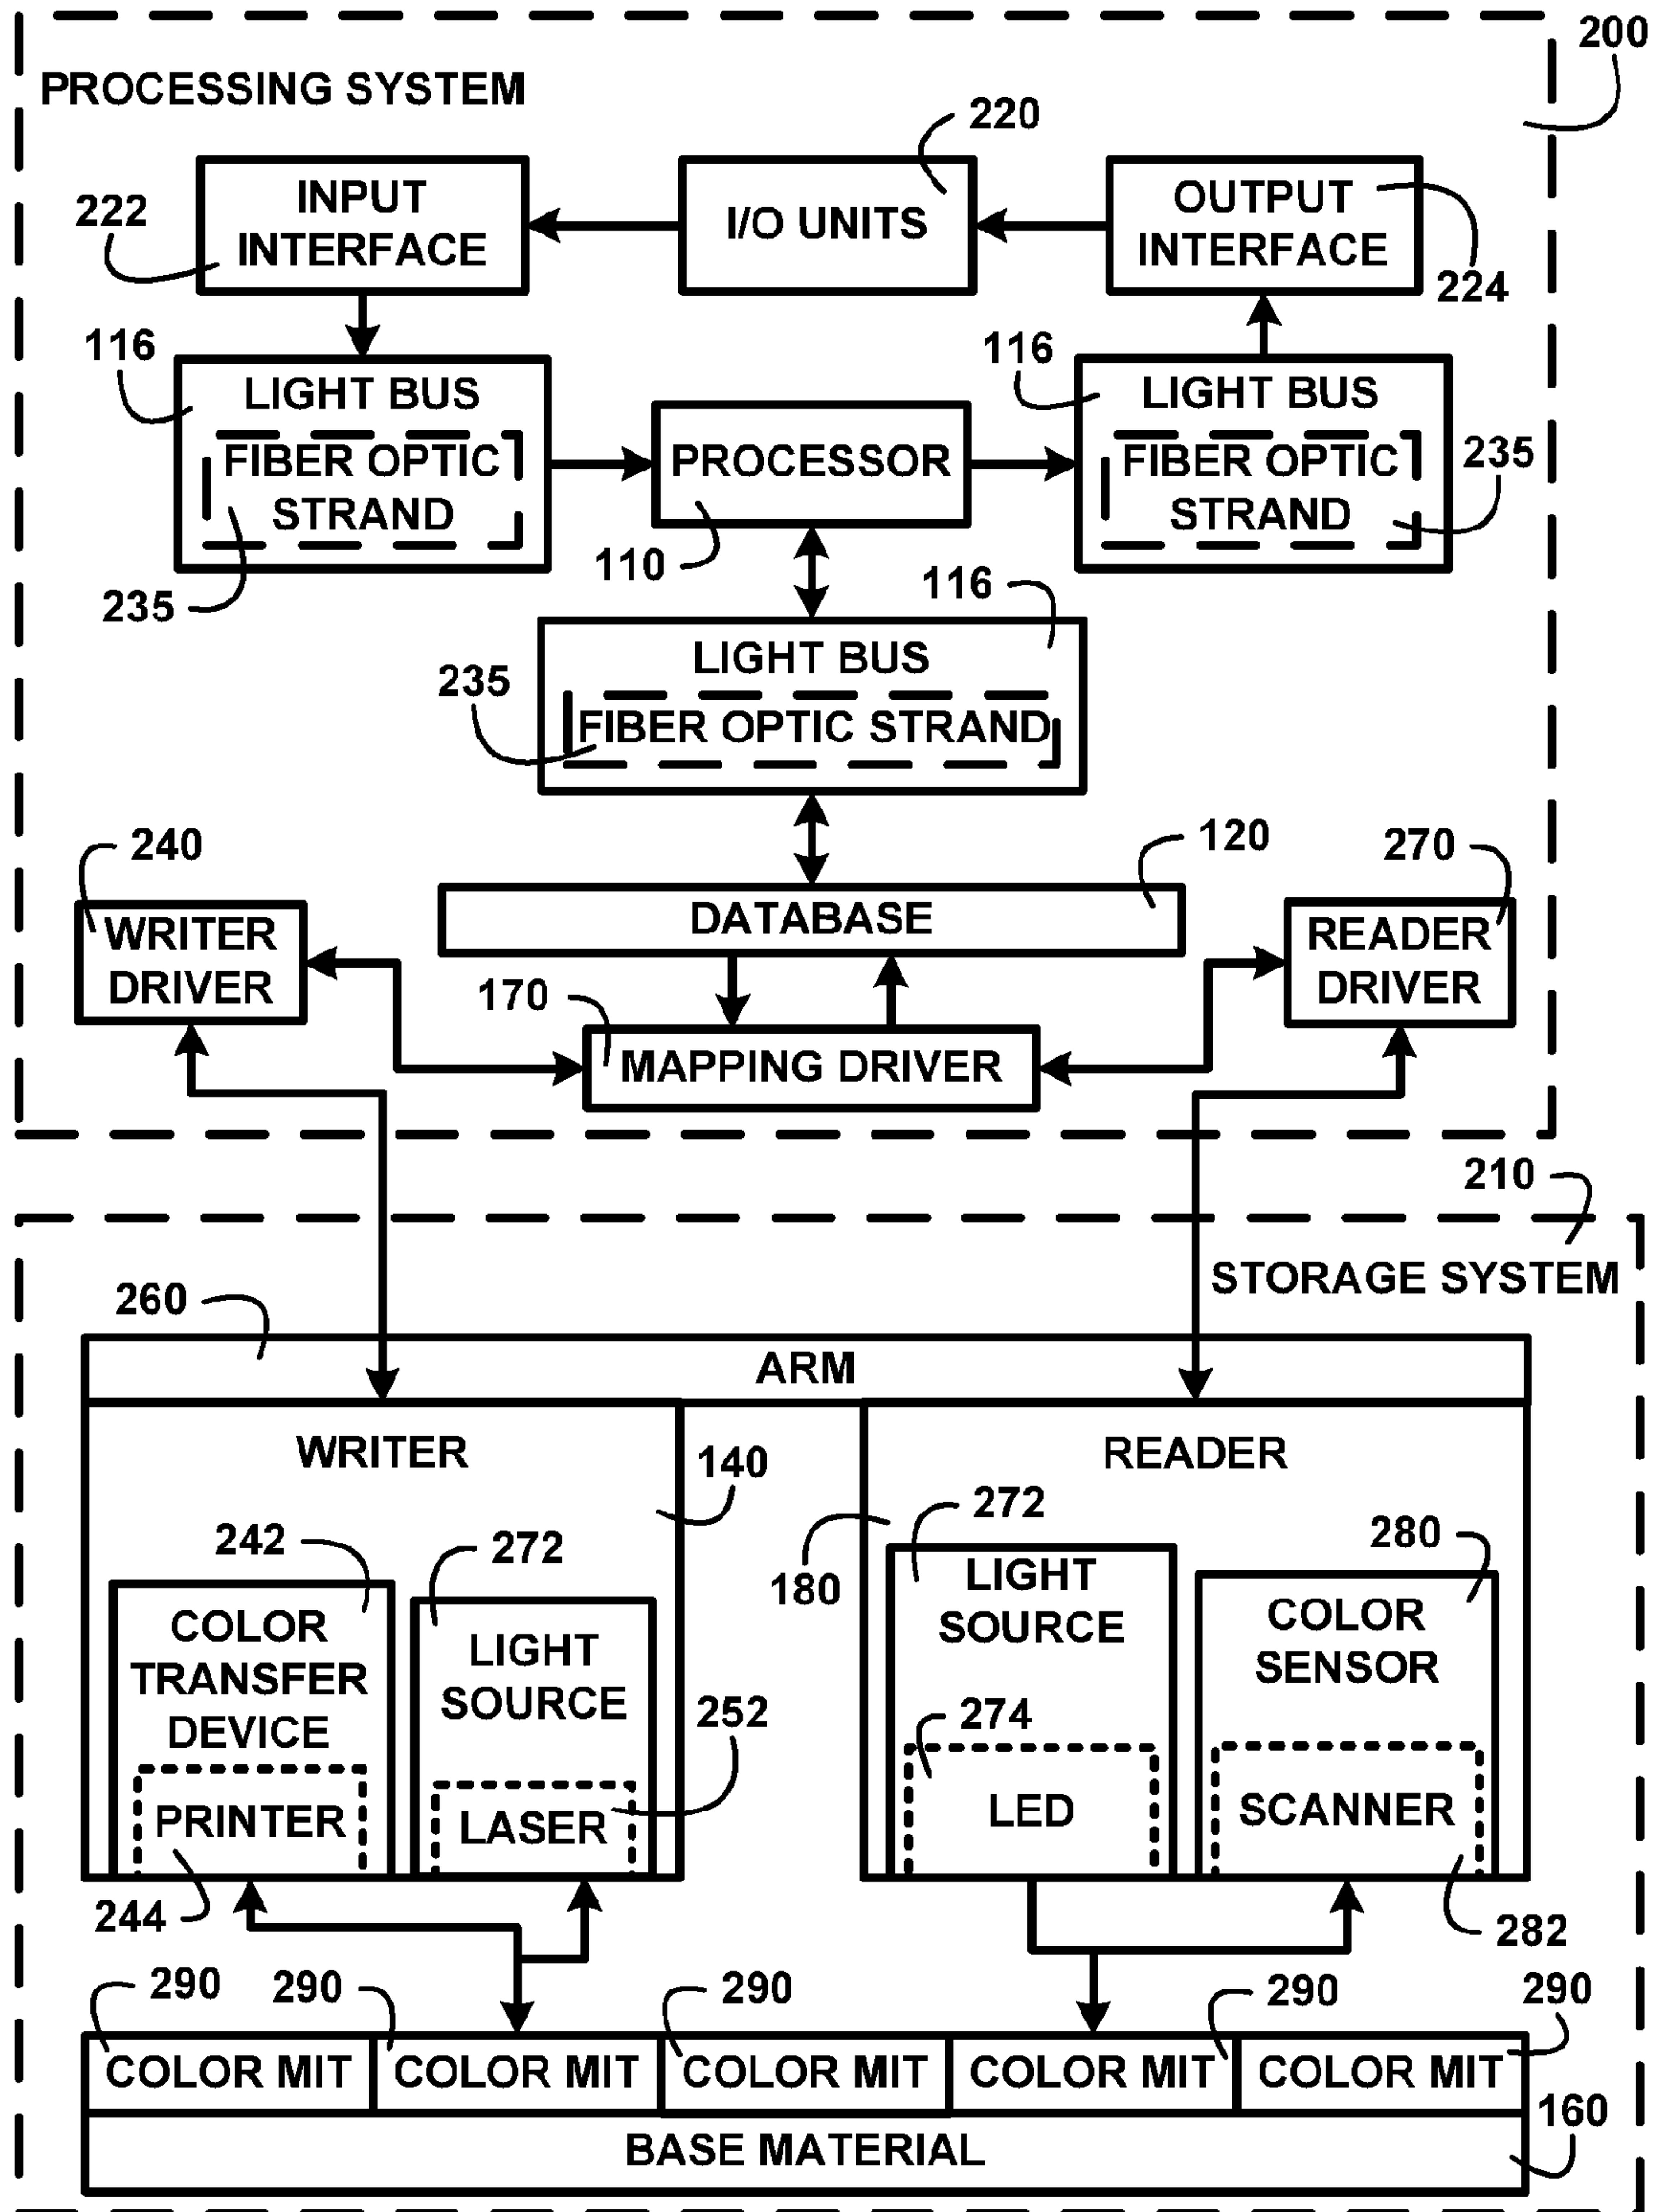 200
PROCESSING SYSTEM
220
222
INPUT
INTERFACE
I/O UNITS
OUTPUT
INTERFACE
224
116
LIGHT BUS
FIBER OPTIC
STRAND
235
PROCESSOR
110
116
LIGHT BUS
FIBER OPTIC
STRAND
235
116
LIGHT BUS
235
FIBER OPTIC STRAND
240
WRITER
DRIVER
120
DATABASE
270
READER
DRIVER
170
MAPPING DRIVER
210
STORAGE SYSTEM
260
ARM
WRITER
140
READER
180
242
COLOR
TRANSFER
DEVICE
PRINTER
244
272
LIGHT
SOURCE
252
LASER
272
LIGHT
SOURCE
274
LED
280
COLOR
SENSOR
SCANNER
282
290
290
290
290
290
COLOR MIT
COLOR MIT
COLOR MIT
COLOR MIT
COLOR MIT
160
BASE MATERIAL